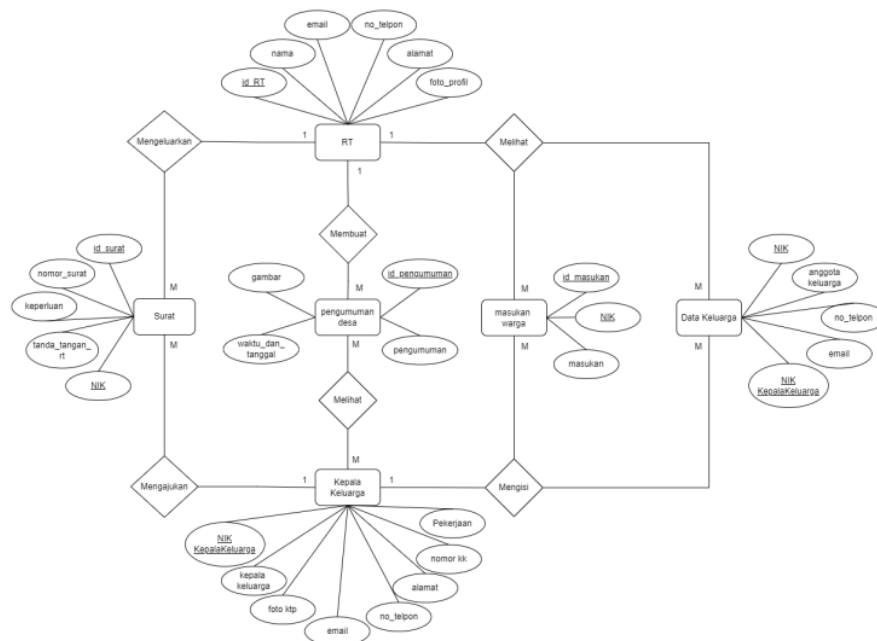 email
no_telpon
nama
alamat
id_RT
foto_profil
Mengeluarkan
1
RT
1
Melihat
1
Membuat
id_surat
nomor_surat
keperluan
tanda_tangan_
rt
NIK
M
Surat
M
gambar
M
id_pengumuman
pengumuman
desa
waktu_dan_
tanggal
pengumuman
M
id_masukan
masukan
warga
NIK
masukan
M
M
NIK
anggota
keluarga
Data Keluarga
no_telpon
email
NIK
KepalaKeluarga
M
M
Melihat
M
Mengajukan
1
Kepala
Keluarga
1
Mengisi
NIK
KepalaKeluarga
Pekerjaan
kepala
keluarga
nomor kk
foto ktp
alamat
email
no_telpon